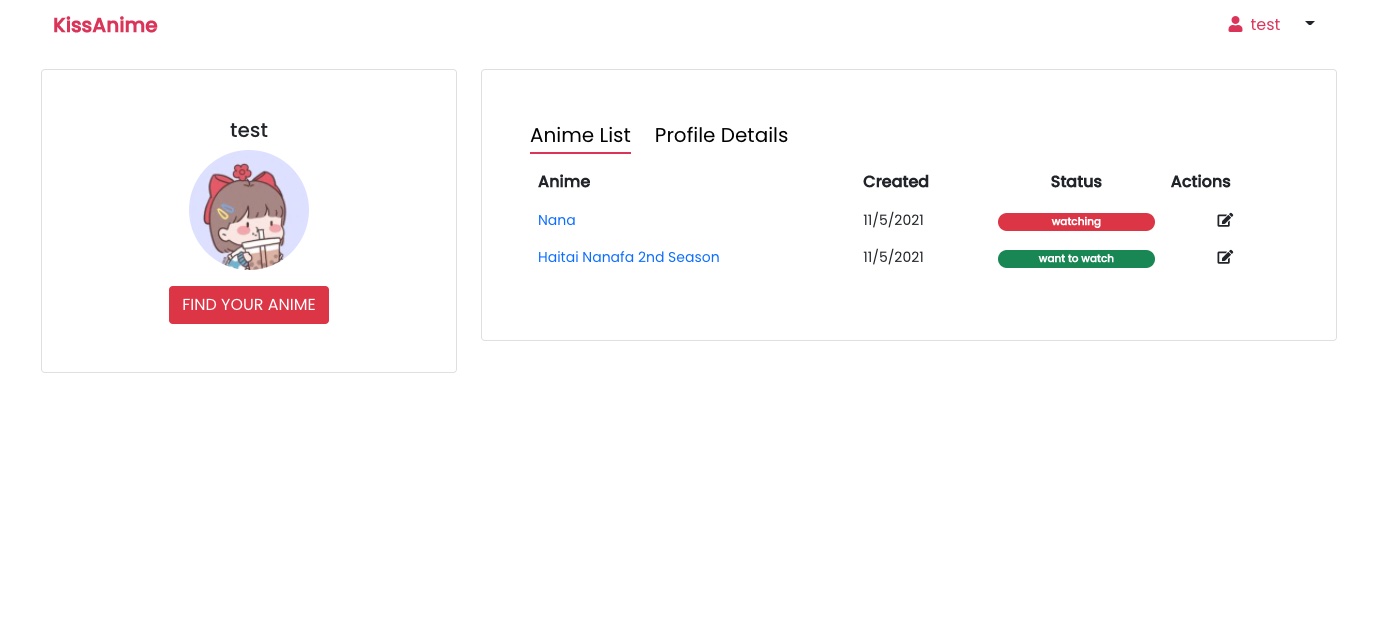 KissAnime
test
test
FIND YOUR ANIME
Anime List Profile Details
Anime Created Status Actions
Nana 11/5/2021 watching
Haitai Nanafa 2nd Season 11/5/2021 want to watch